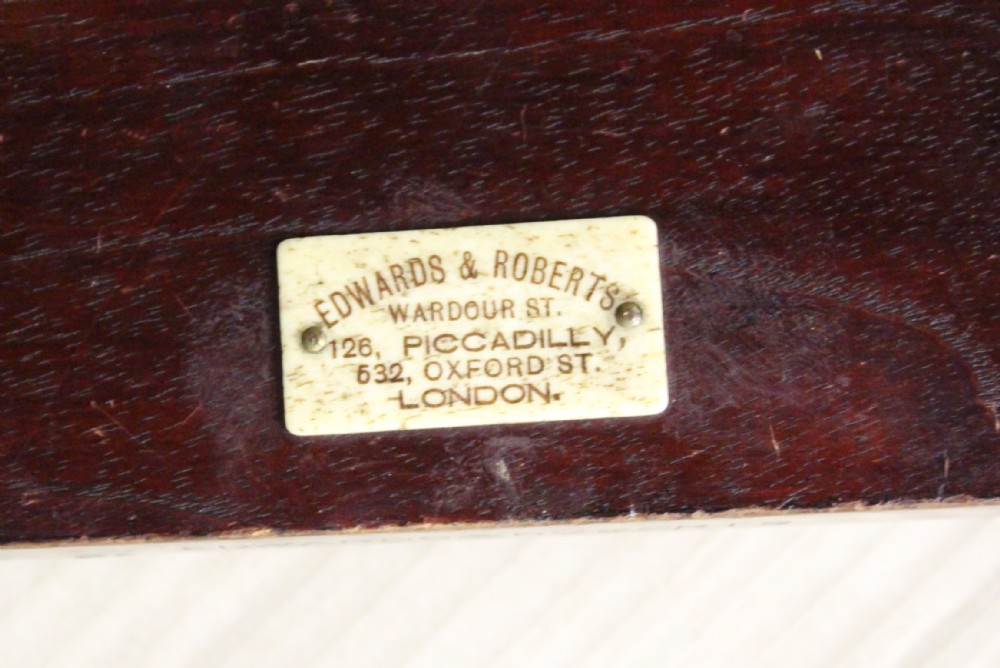 EDWARDS & ROBERTS
WARDOUR ST.
126, PICCADILLY,
532, OXFORD ST.
LONDON.